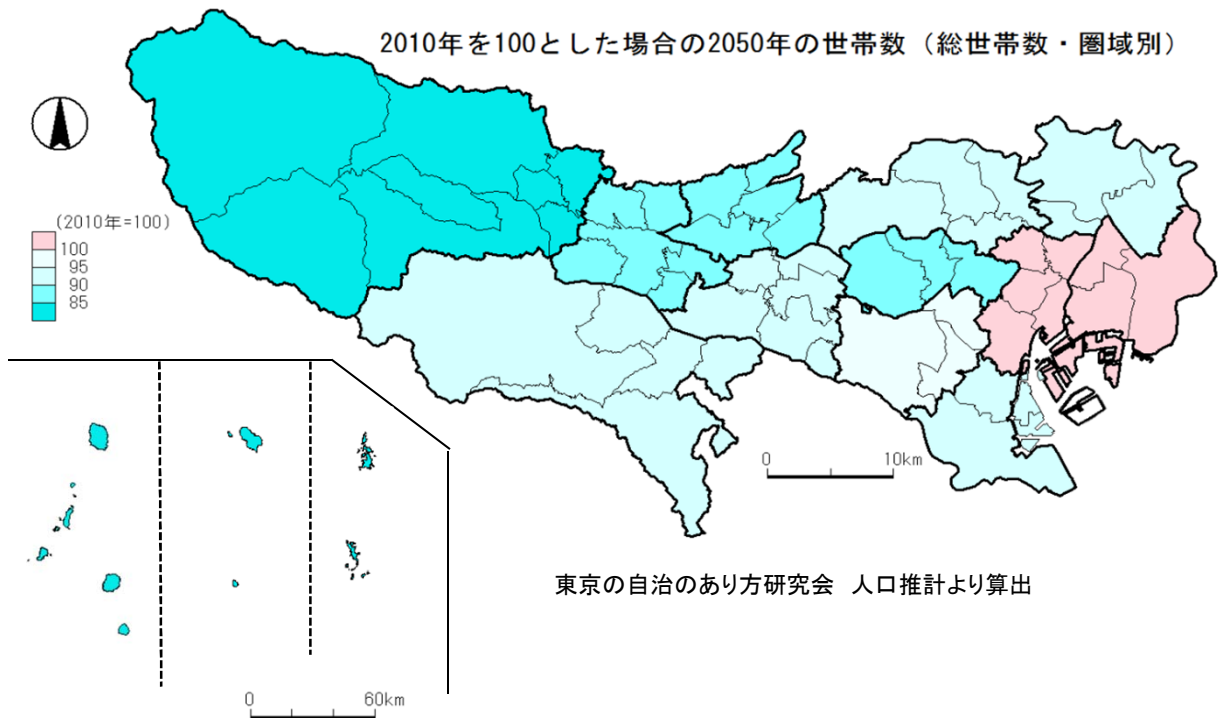 2010年を100とした場合の2050年の世帯数（総世帯数・圏域別）
(2010年=100)
100
95
90
85
0 10km
東京の自治のあり方研究会 人口推計より算出
0 60km